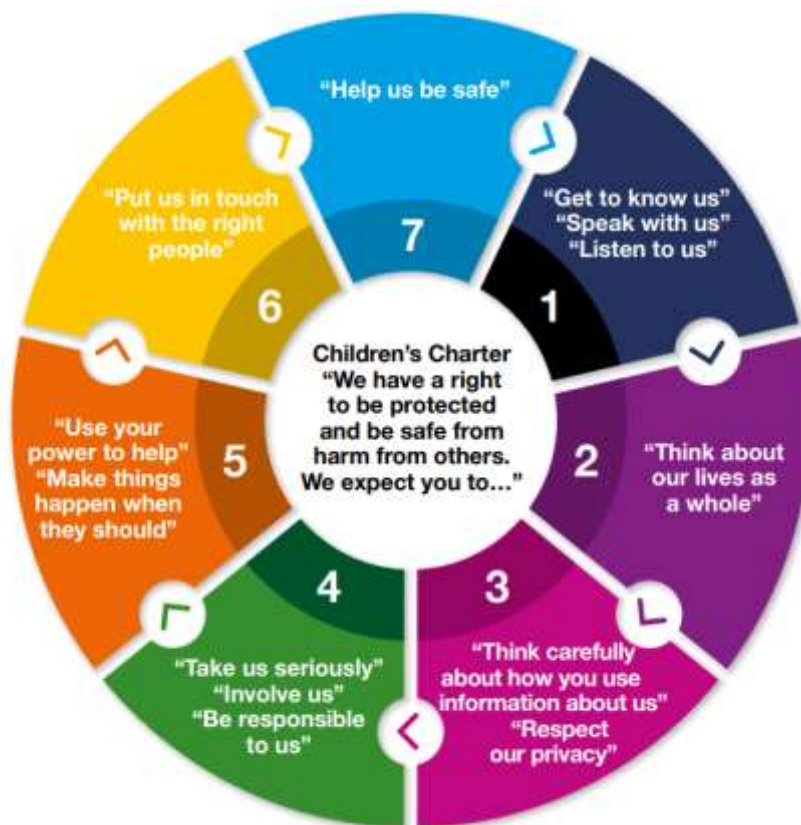 Children’s Charter
“We have a right
to be protected
and be safe from
harm from others.
We expect you to…”
1
“Get to know us”
“Speak with us”
“Listen to us”
2
“Think about
our lives as
a whole”
3
“Think carefully
about how you use
information about us”
“Respect
our privacy”
4
“Take us seriously”
“Involve us”
“Be responsible
to us”
5
“Use your
power to help”
“Make things
happen when
they should”
6
“Put us in touch
with the right
people”
7
“Help us be safe”